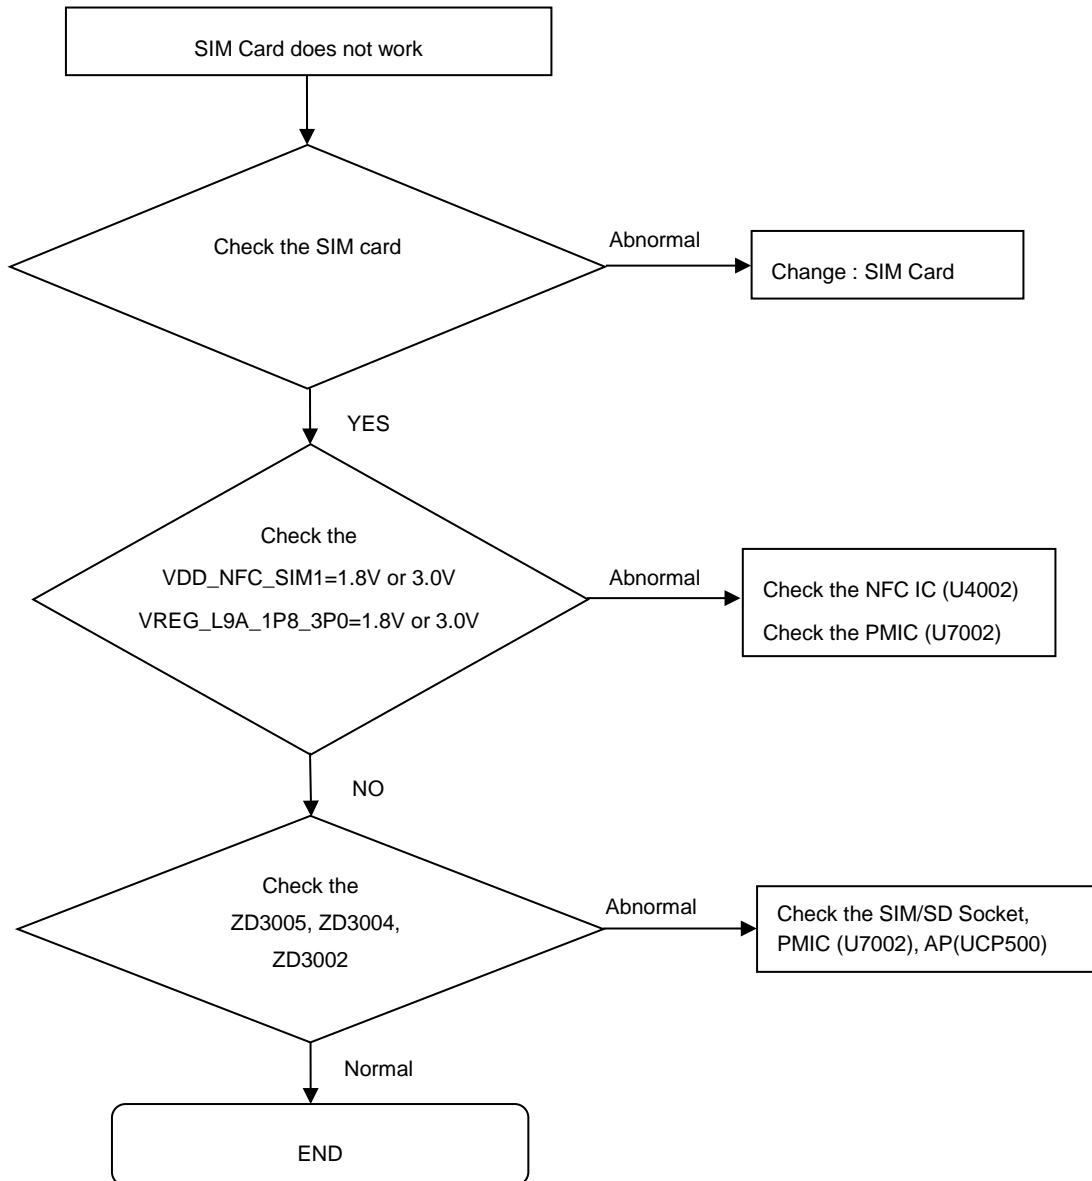 SIM Card does not work
Check the SIM card
Abnormal
Change : SIM Card
YES
Check the
VDD_NFC_SIM1=1.8V or 3.0V
VREG_L9A_1P8_3P0=1.8V or 3.0V
Abnormal
Check the NFC IC (U4002)
Check the PMIC (U7002)
NO
Check the
ZD3005, ZD3004,
ZD3002
Abnormal
Check the SIM/SD Socket,
PMIC (U7002), AP(UCP500)
Normal
END